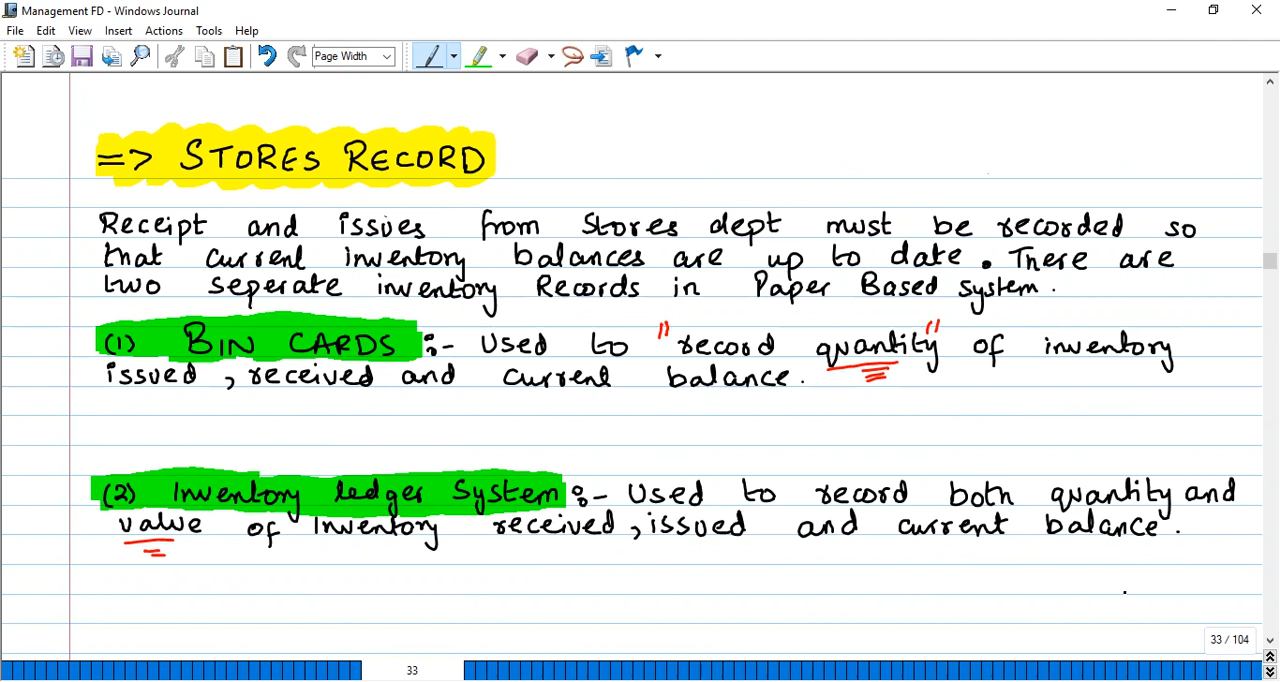 Management FD - Windows Journal
File Edit View Insert Actions Tools Help
Page Width
=> STORES RECORD
Receipt and issues from stores dept must be recorded so
that current inventory balances are up to date. There are
two seperate inventory Records in Paper Based system.
(1) BIN CARDS :- Used to "record quantity" of inventory
issued, received and current balance.
(2) Inventory ledger System :- Used to record both quantity and
value of Inventory received, issued and current balance.
33 / 104
33